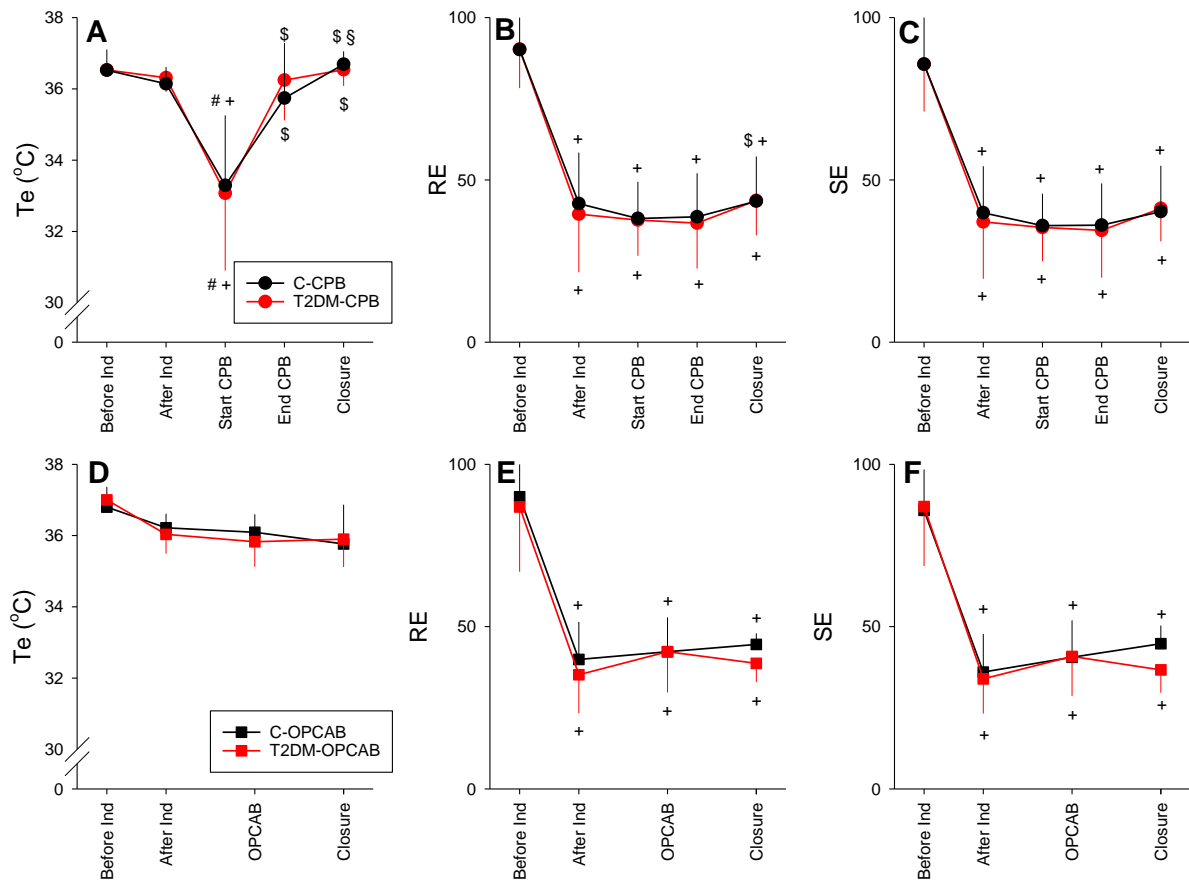 A
Te (°C)
38
36
34
33
32
30
0
# +
# +
$
$
$ §
$
C-CPB
T2DM-CPB
Before Ind
After Ind
Start CPB
End CPB
Closure
B
RE
100
50
0
+
+
+
+
+
+
$ +
+
Before Ind
After Ind
Start CPB
End CPB
Closure
C
SE
100
50
0
+
+
+
+
+
+
+
+
Before Ind
After Ind
Start CPB
End CPB
Closure
D
Te (°C)
38
36
35
34
32
30
0
C-OPCAB
T2DM-OPCAB
Before Ind
After Ind
OPCAB
Closure
E
RE
100
50
0
+
+
+
+
+
+
Before Ind
After Ind
OPCAB
Closure
F
SE
100
50
0
+
+
+
+
+
+
Before Ind
After Ind
OPCAB
Closure